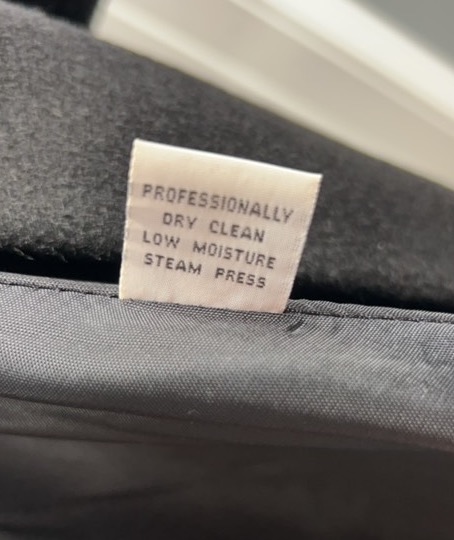 PROFESSIONALLY
DRY CLEAN
LOW MOISTURE
STEAM PRESS